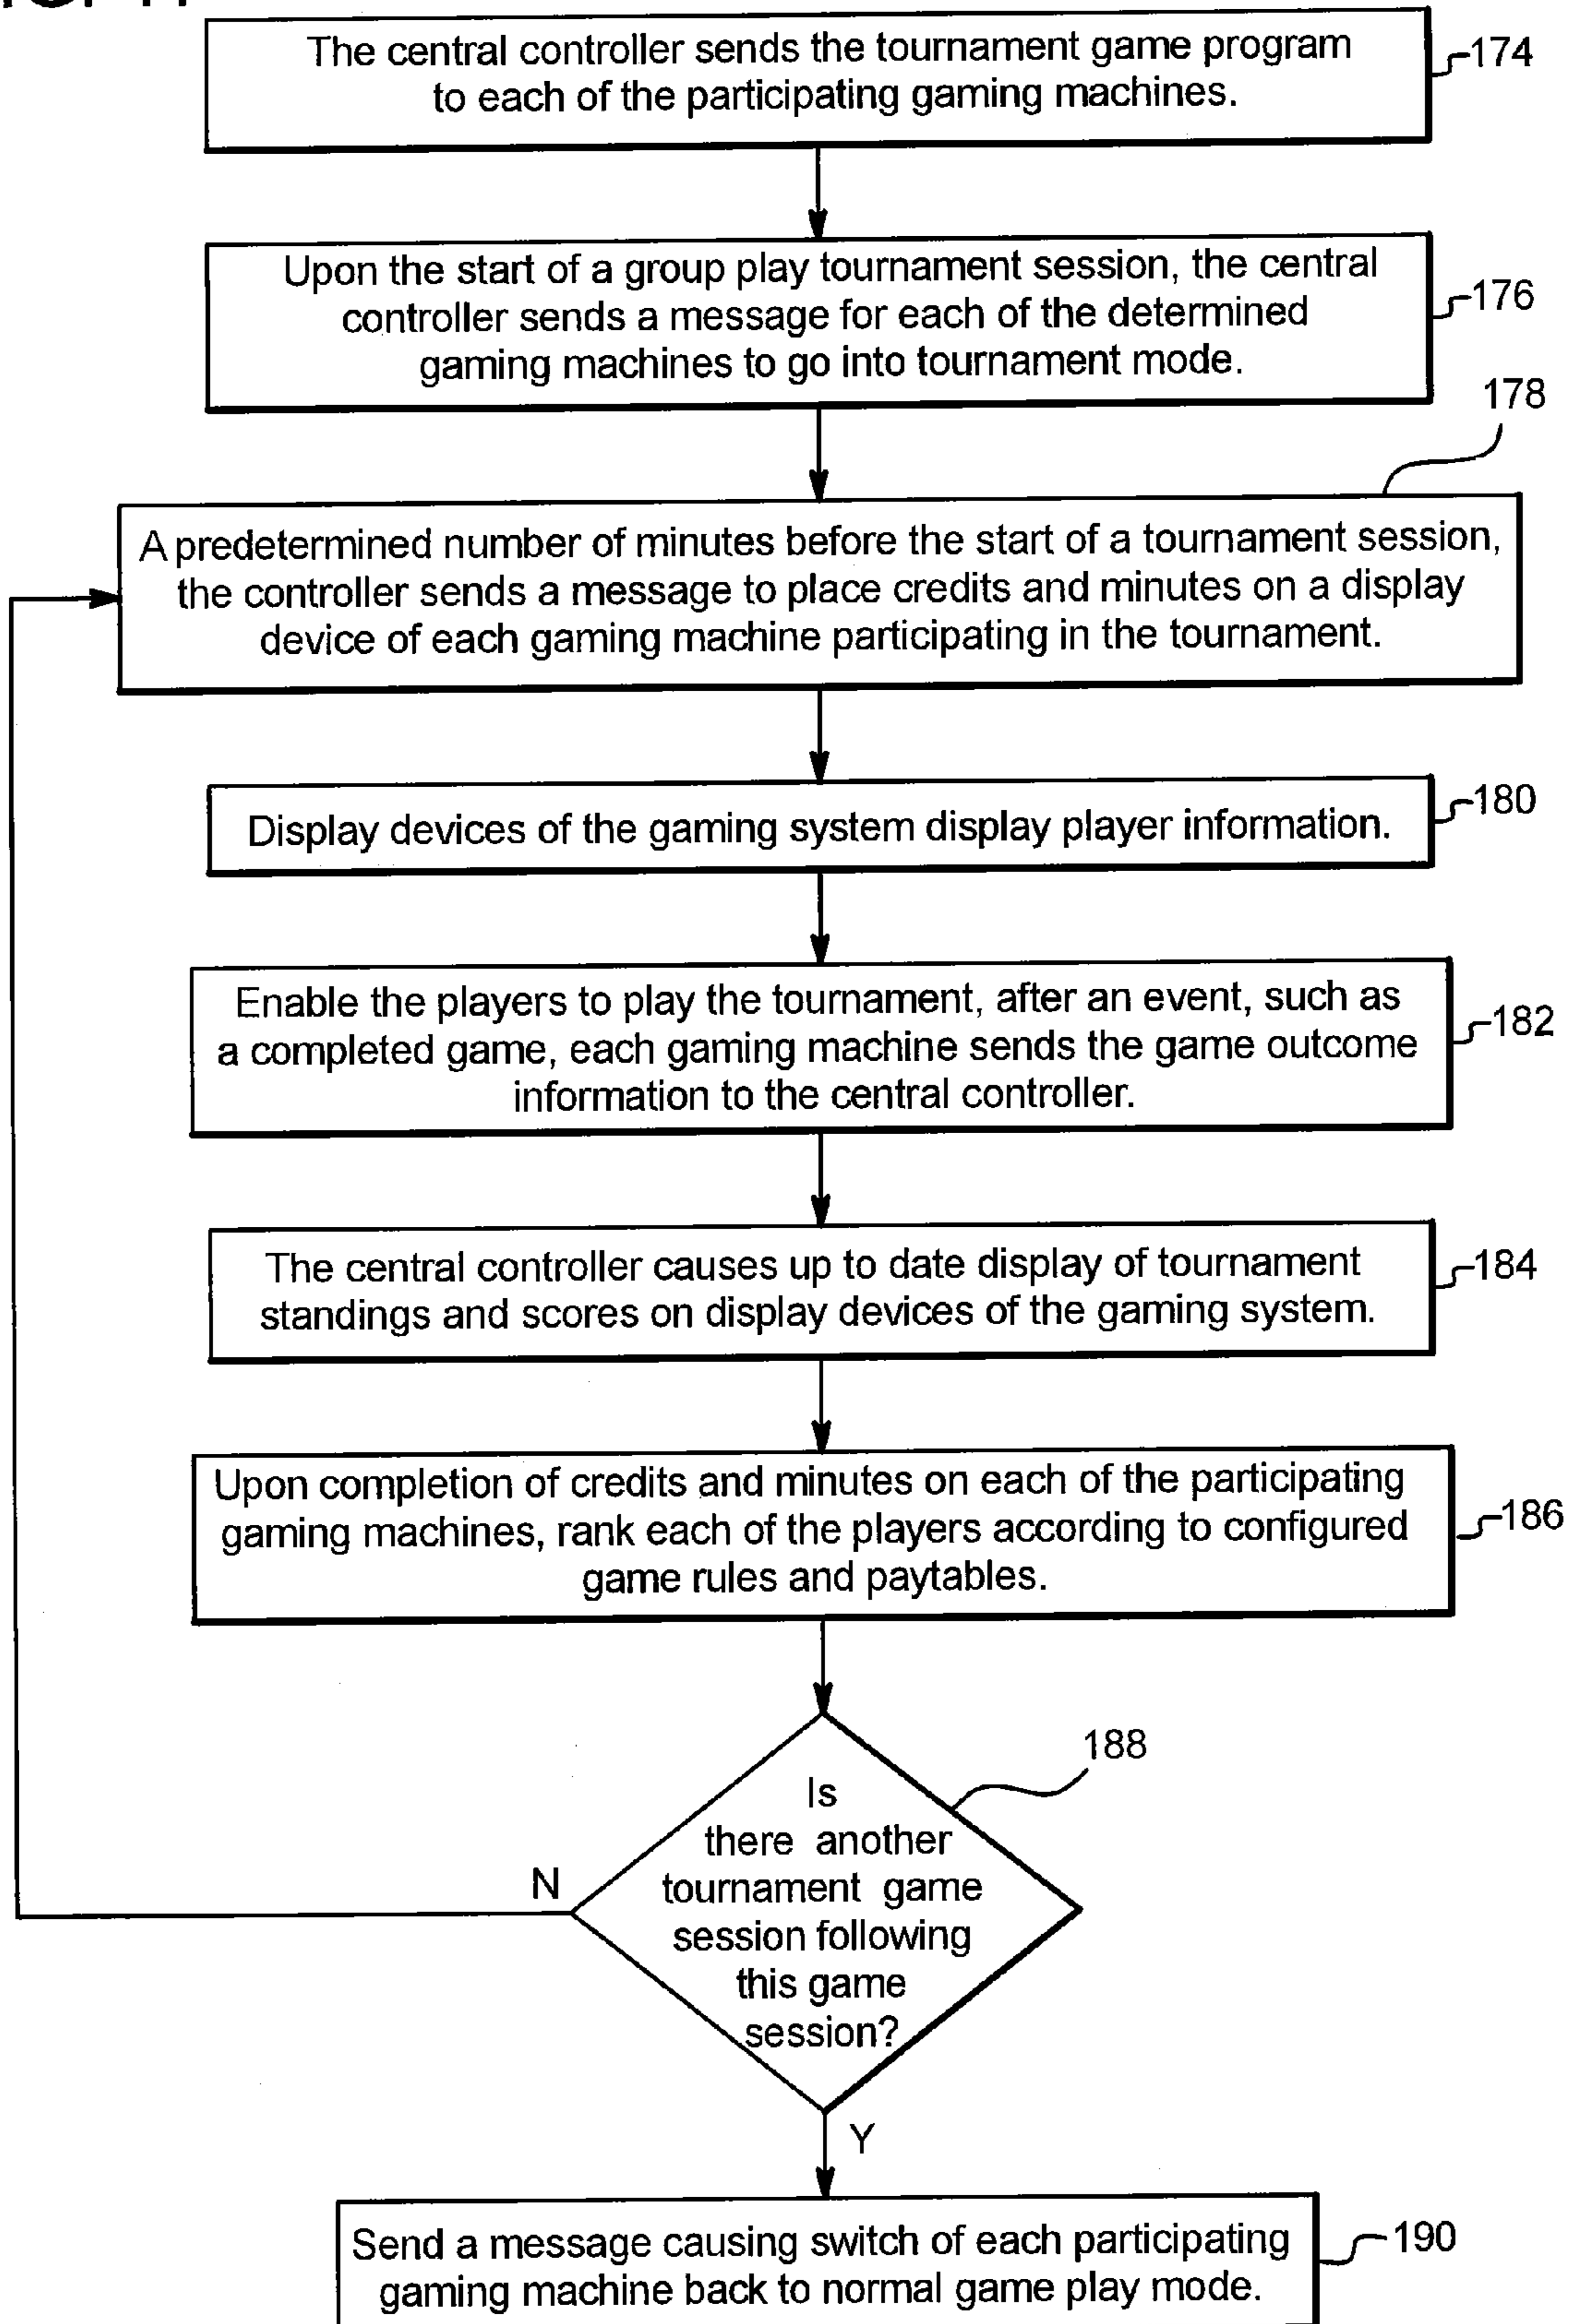 The central controller sends the tournament game program
to each of the participating gaming machines.
174
Upon the start of a group play tournament session, the central
controller sends a message for each of the determined
gaming machines to go into tournament mode.
176
178
A predetermined number of minutes before the start of a tournament session,
the controller sends a message to place credits and minutes on a display
device of each gaming machine participating in the tournament.
Display devices of the gaming system display player information.
180
Enable the players to play the tournament, after an event, such as
a completed game, each gaming machine sends the game outcome
information to the central controller.
182
The central controller causes up to date display of tournament
standings and scores on display devices of the gaming system.
184
Upon completion of credits and minutes on each of the participating
gaming machines, rank each of the players according to configured
game rules and paytables.
186
188
Is
there another
tournament game
session following
this game
session?
N
Y
Send a message causing switch of each participating
gaming machine back to normal game play mode.
190